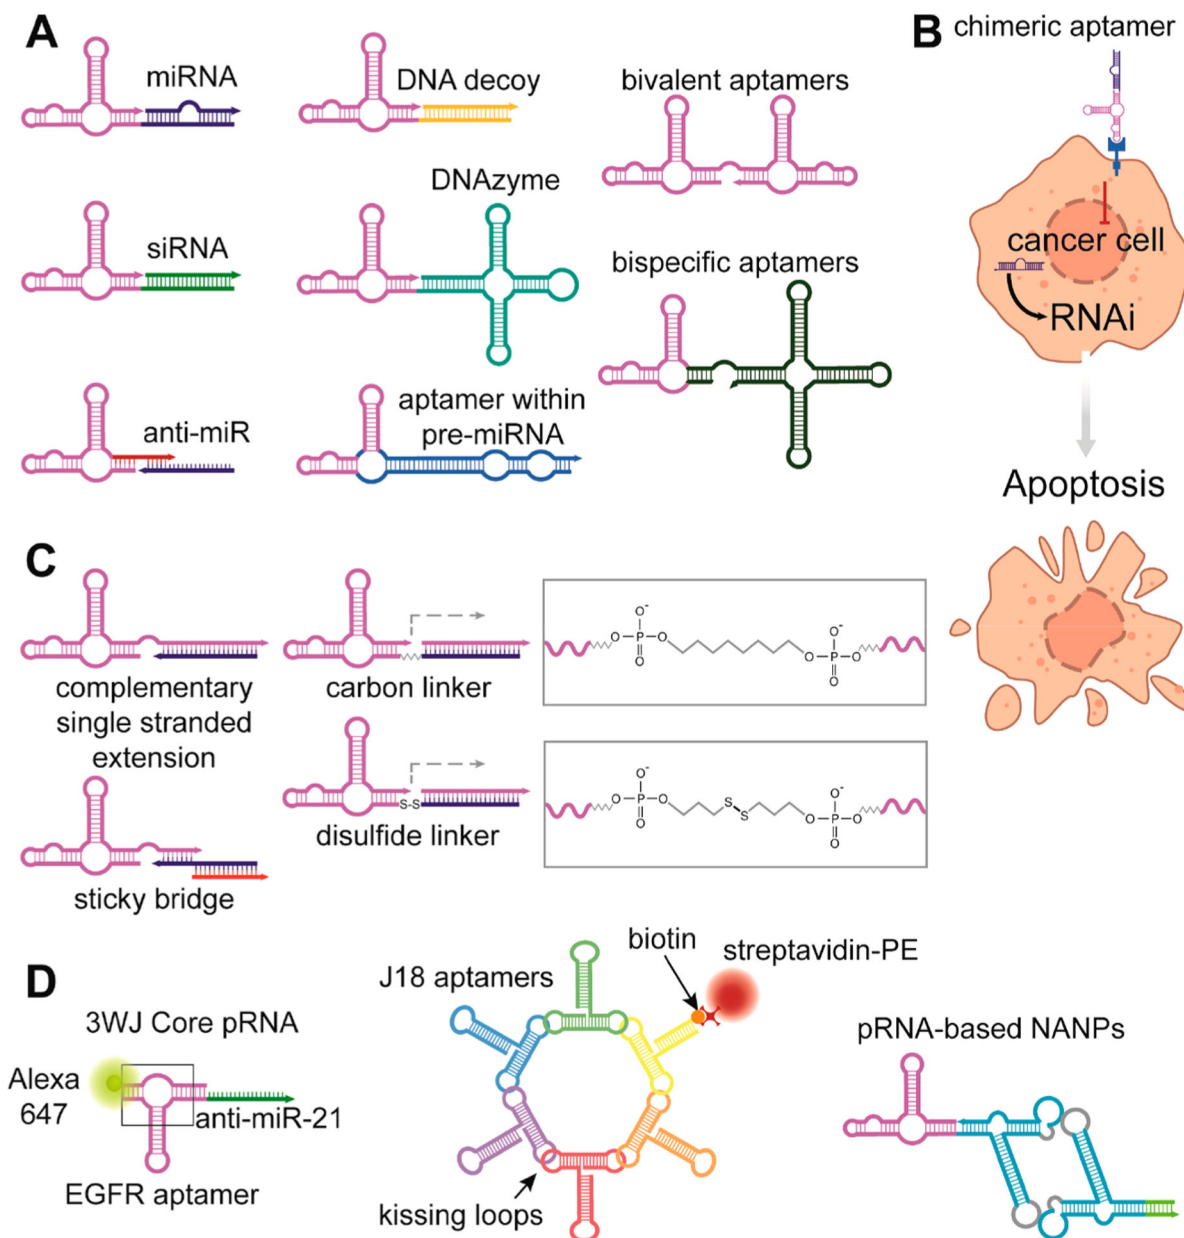 A
miRNA
DNA decoy
bivalent aptamers
siRNA
DNAzyme
bispecific aptamers
anti-miR
aptamer within
pre-miRNA
B
chimeric aptamer
cancer cell
RNAi
Apoptosis
C
complementary
single stranded
extension
carbon linker
O-
O P O
O
O-
O P O
O
sticky bridge
S-S
disulfide linker
O-
O P O
O
S
S
O-
O P O
O
D
3WJ Core pRNA
Alexa
647
anti-miR-21
EGFR aptamer
J18 aptamers
biotin
streptavidin-PE
kissing loops
pRNA-based NANPs